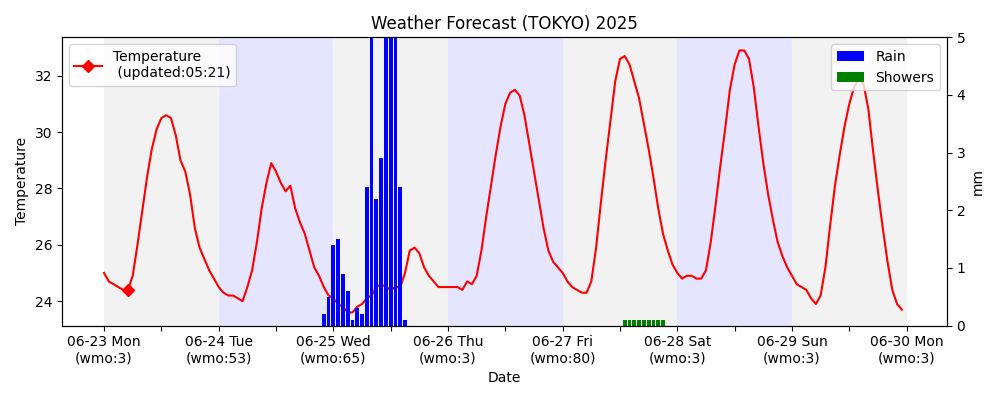 Weather Forecast (TOKYO) 2025
Temperature
(updated:05:21)
Rain
Showers
Temperature
32
30
28
26
24
5
4
3
2
1
0
mm
06-23 Mon
(wmo:3)
06-24 Tue
(wmo:53)
06-25 Wed
(wmo:65)
06-26 Thu
(wmo:3)
06-27 Fri
(wmo:80)
06-28 Sat
(wmo:3)
06-29 Sun
(wmo:3)
06-30 Mon
(wmo:3)
Date